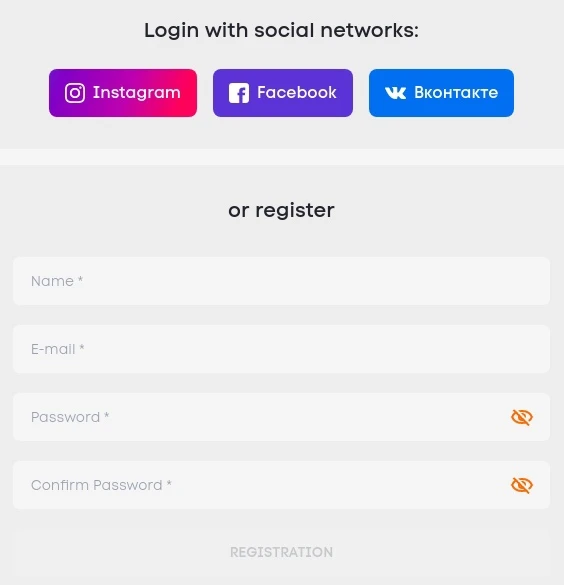 Login with social networks:
Instagram
Facebook
Вконтакте
or register
Name *
E-mail *
Password *
Confirm Password *
REGISTRATION